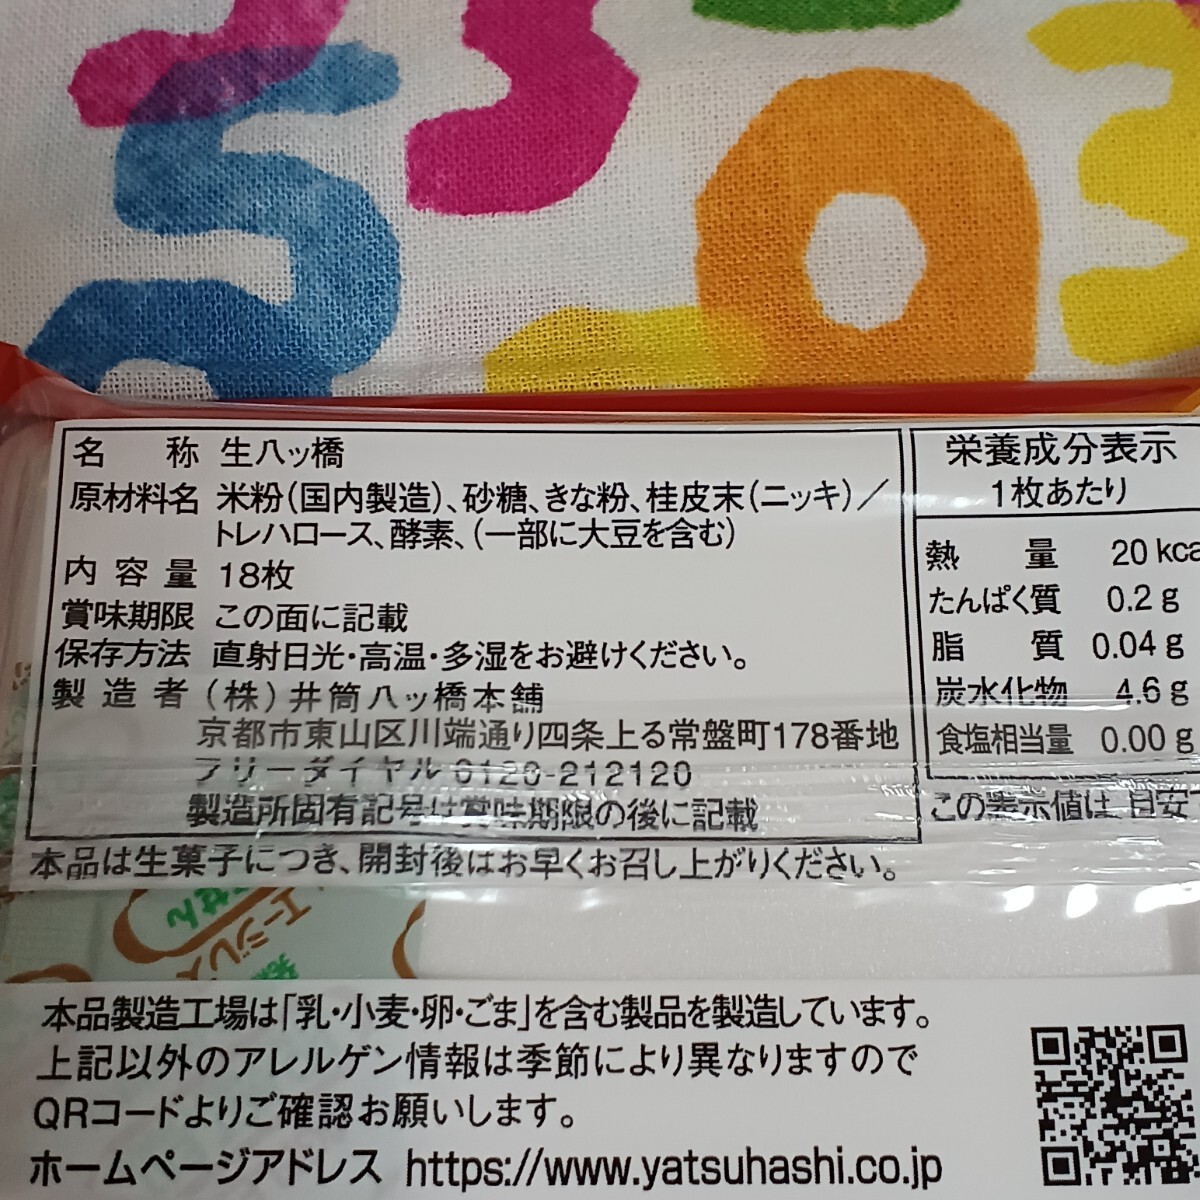 名称 生八ッ橋
原材料名 米粉(国内製造)、砂糖、きな粉、桂皮末(ニッキ)/
トレハロース、酵素、(一部に大豆を含む)
内容量 18枚
賞味期限 この面に記載
保存方法 直射日光・高温・多湿をお避けください。
製造者 (株)井筒八ッ橋本舗
京都市東山区川端通り四条上る常盤町178番地
フリーダイヤル 0120-212120
製造所固有記号は賞味期限の後に記載
本品は生菓子につき、開封後はお早くお召し上がりください。
栄養成分表示
1枚あたり
熱量 20 kca
たんぱく質 0.2 g
脂質 0.04 g
炭水化物 4.6 g
食塩相当量 0.00 g
この表示値は、目安で
エージレス
本品製造工場は「乳・小麦・卵・ごま」を含む製品を製造しています。
上記以外のアレルゲン情報は季節により異なりますので
QRコードよりご確認お願いします。
ホームページアドレス https://www.yatsuhashi.co.jp